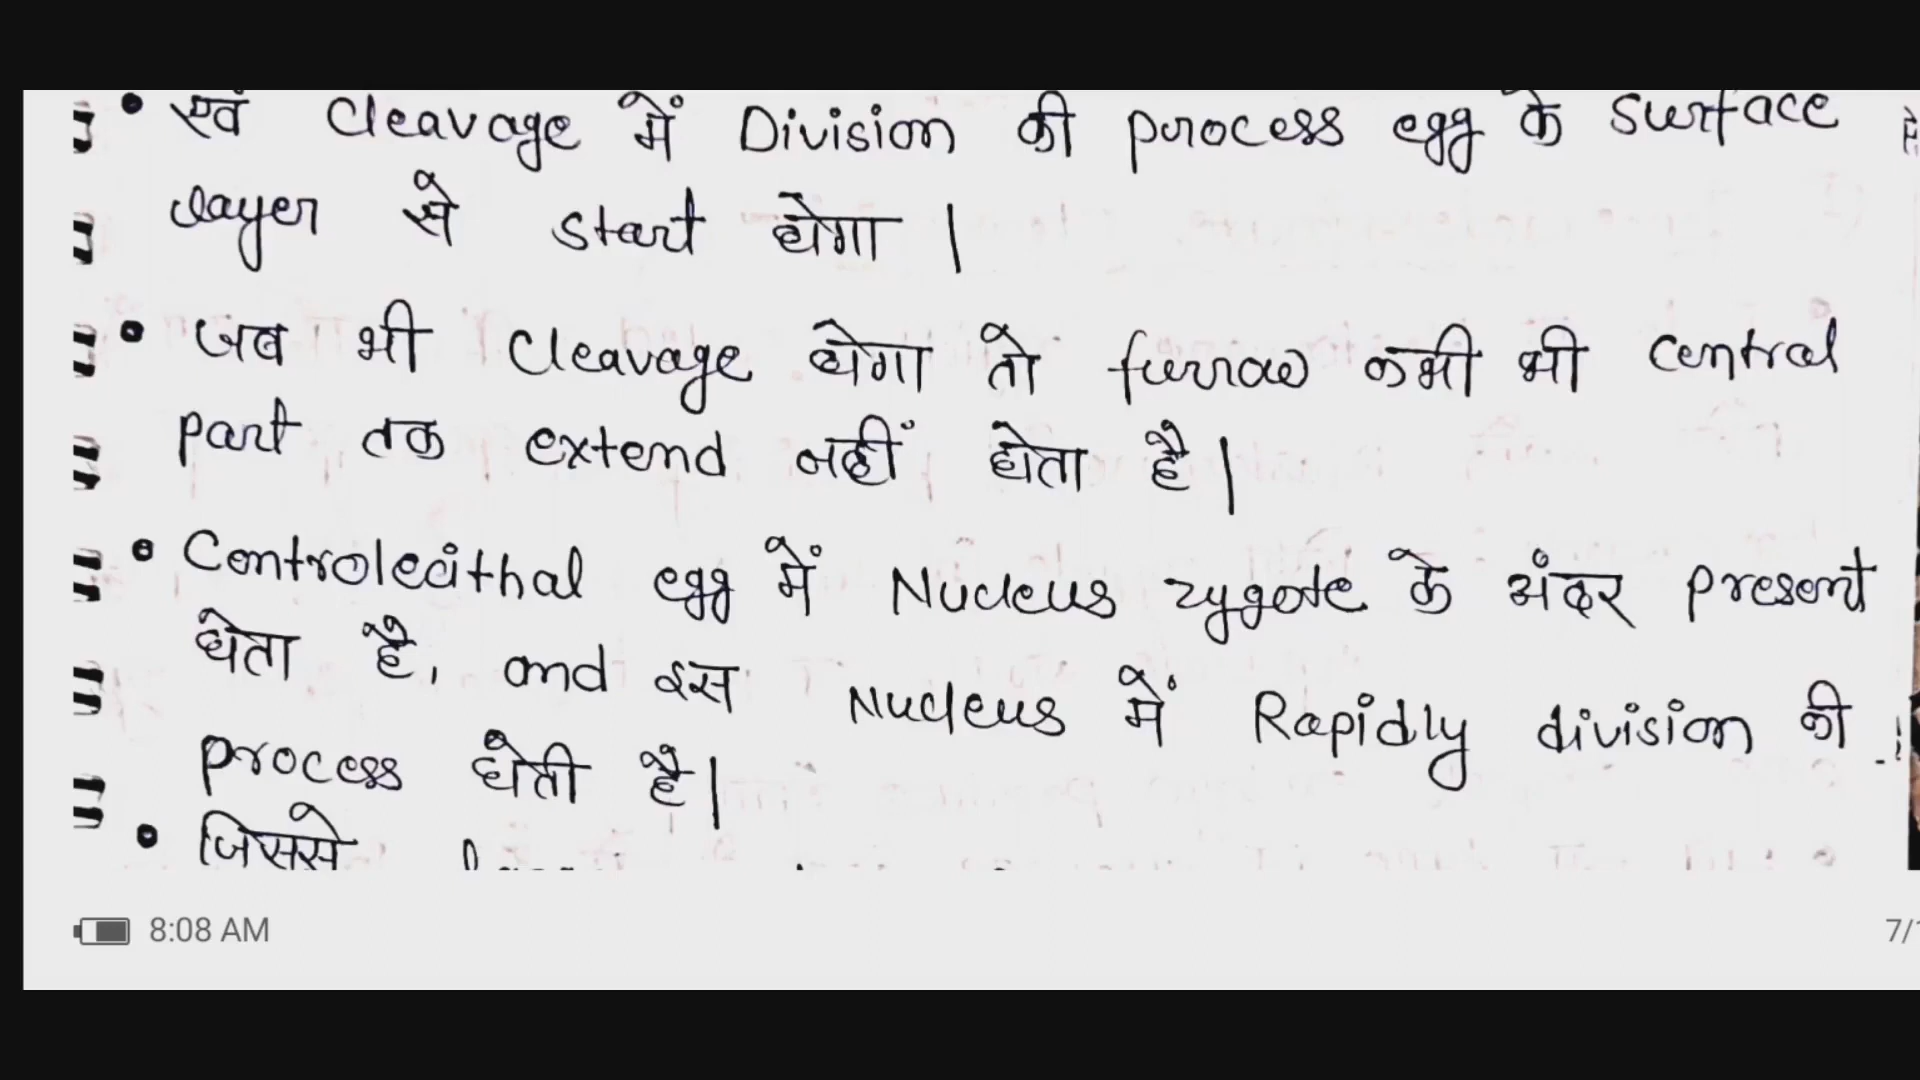 • एवं Cleavage में Division की process egg के surface
layer से start होगा |
• जब भी Cleavage होगा तो furrow कभी भी central
part तक extend नहीं होता है |
• Controlecithal egg में Nucleus zygote के अंदर present
होता है, and इस Nucleus में Rapidly division की
process होती है |
• जिससे
8:08 AM